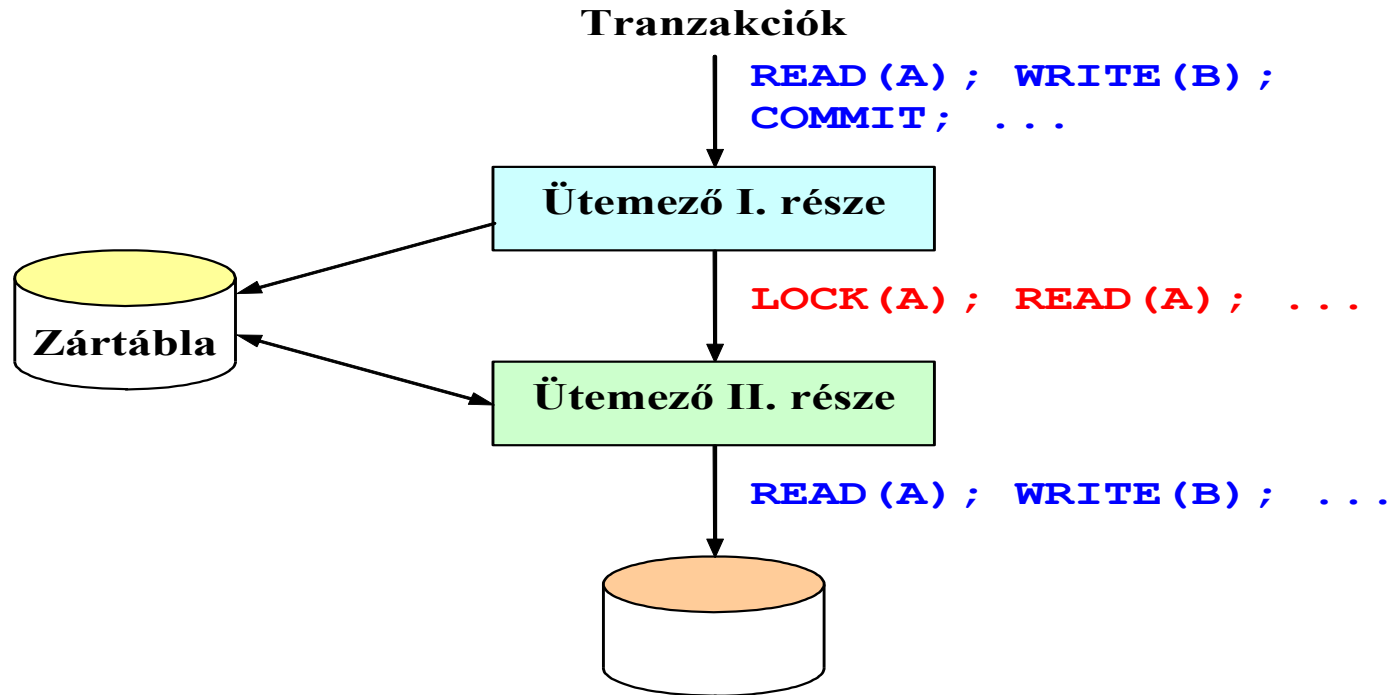 Tranzakciók
READ(A); WRITE(B);
COMMIT; ...
Ütemező I. része
LOCK(A); READ(A); ...
Zártábla
Ütemező II. része
READ(A); WRITE(B); ...